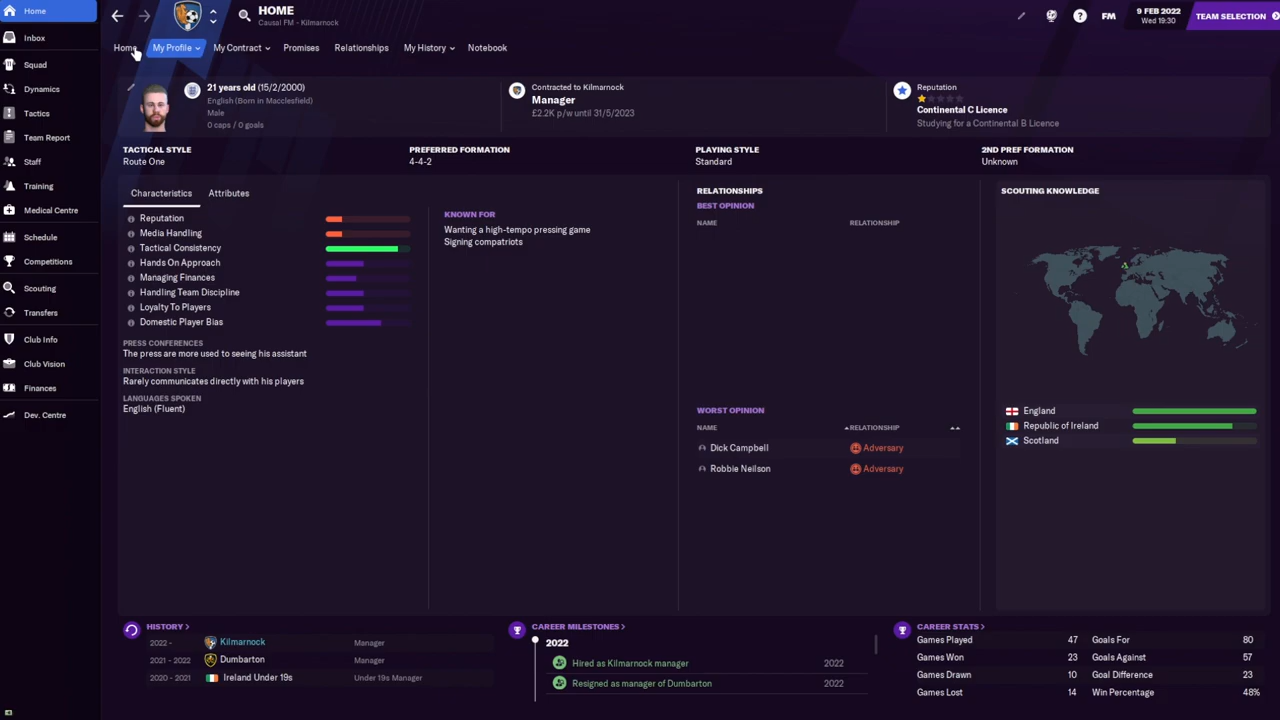 Home
Inbox
Squad
Dynamics
Tactics
Team Report
Staff
Training
Medical Centre
Schedule
Competitions
Scouting
Transfers
Club Info
Club Vision
Finances
Dev. Centre
HOME
Causal FM - Kilmarnock
?
FM
9 FEB 2022
Wed 19:30
TEAM SELECTION
Home
My Profile
My Contract
Promises
Relationships
My History
Notebook
21 years old (15/2/2000)
English (Born in Macclesfield)
Male
0 caps / 0 goals
Contracted to Kilmarnock
Manager
£2.2K p/w until 31/5/2023
Reputation
Continental C Licence
Studying for a Continental B Licence
TACTICAL STYLE
Route One
PREFERRED FORMATION
4-4-2
PLAYING STYLE
Standard
2ND PREF FORMATION
Unknown
Characteristics
Attributes
Reputation
Media Handling
Tactical Consistency
Hands On Approach
Managing Finances
Handling Team Discipline
Loyalty To Players
Domestic Player Bias
PRESS CONFERENCES
The press are more used to seeing his assistant
INTERACTION STYLE
Rarely communicates directly with his players
LANGUAGES SPOKEN
English (Fluent)
KNOWN FOR
Wanting a high-tempo pressing game
Signing compatriots
RELATIONSHIPS
BEST OPINION
NAME RELATIONSHIP
WORST OPINION
NAME RELATIONSHIP
Dick Campbell Adversary
Robbie Neilson Adversary
SCOUTING KNOWLEDGE
England
Republic of Ireland
Scotland
HISTORY >
2022 - Kilmarnock Manager
2021 - 2022 Dumbarton Manager
2020 - 2021 Ireland Under 19s Under 19s Manager
CAREER MILESTONES >
2022
Hired as Kilmarnock manager 2022
Resigned as manager of Dumbarton 2022
CAREER STATS >
Games Played 47 Goals For 80
Games Won 23 Goals Against 57
Games Drawn 10 Goal Difference 23
Games Lost 14 Win Percentage 48%